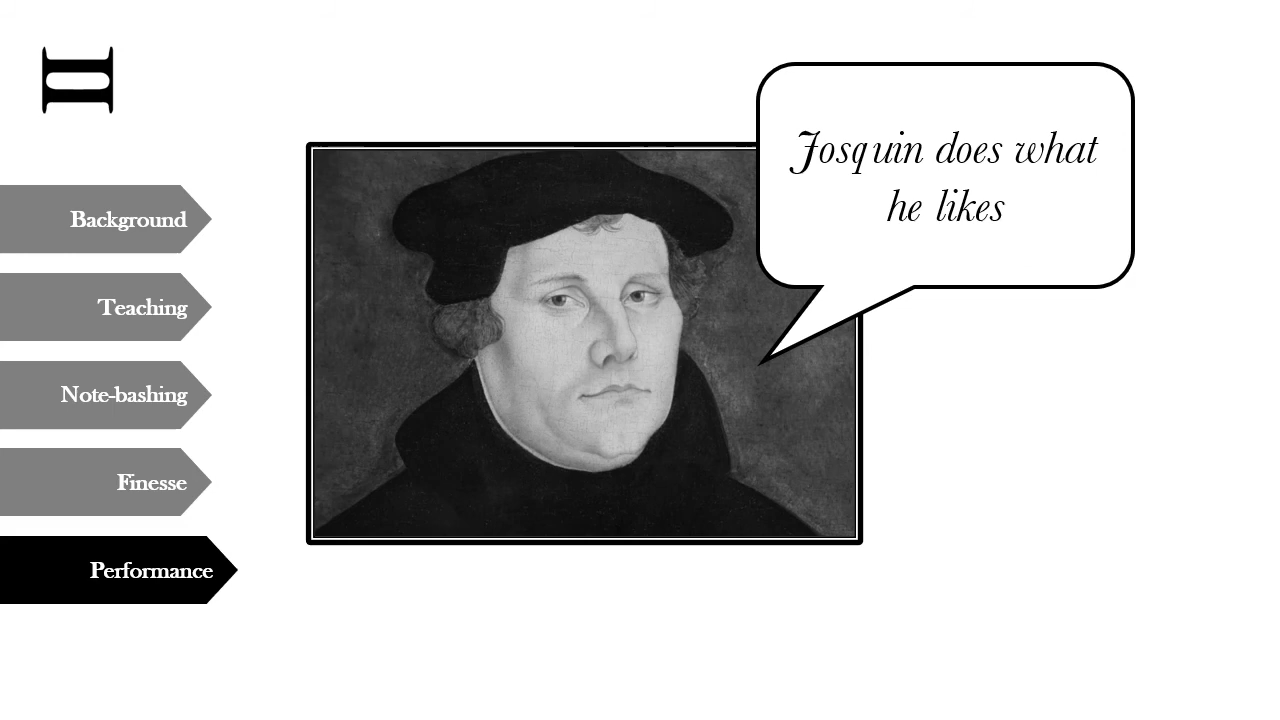 Background
Teaching
Note-bashing
Finesse
Performance
Josquin does what
he likes